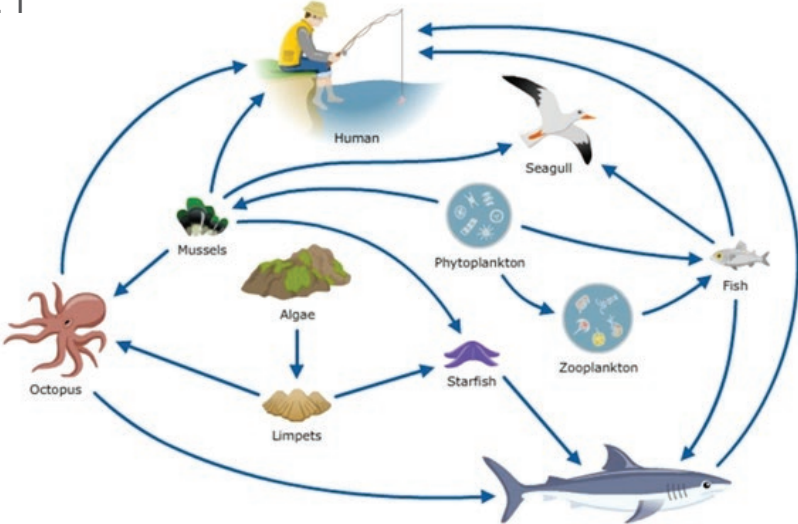 Human
Seagull
Mussels
Phytoplankton
Fish
Algae
Zooplankton
Starfish
Octopus
Limpets